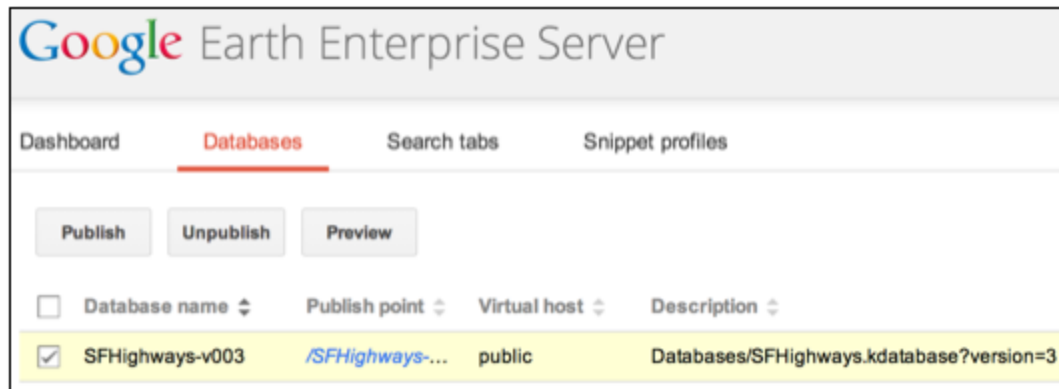 Google Earth Enterprise Server
Dashboard Databases Search tabs Snippet profiles
Publish Unpublish Preview
Database name Publish point Virtual host Description
SFHighways-v003 /SFHighways-... public Databases/SFHighways.kdatabase?version=3